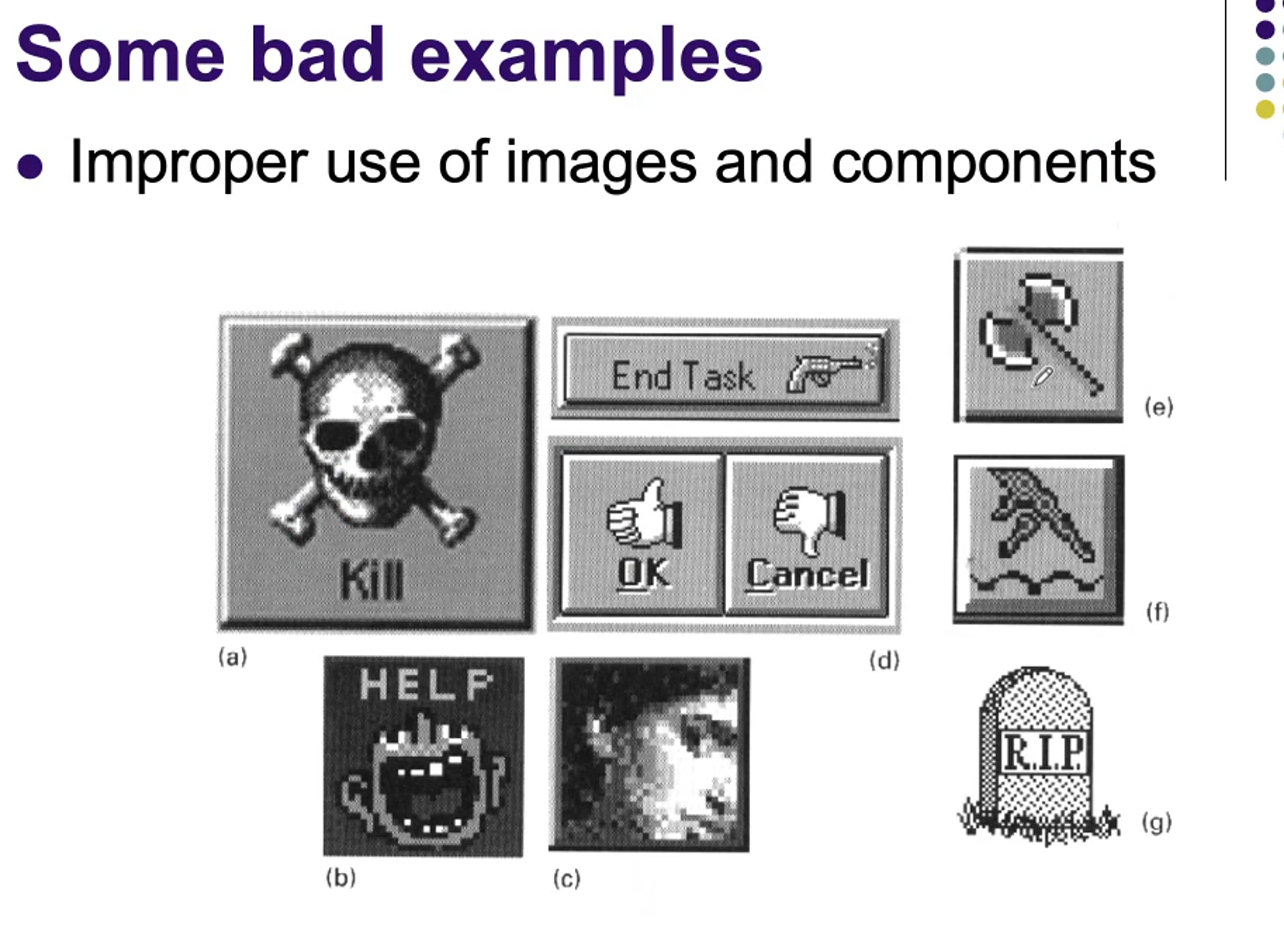 Some bad examples
Improper use of images and components
End Task
(e)
Kill
OK
Cancel
(f)
(a)
(d)
HELP
R.I.P.
(g)
(b)
(c)